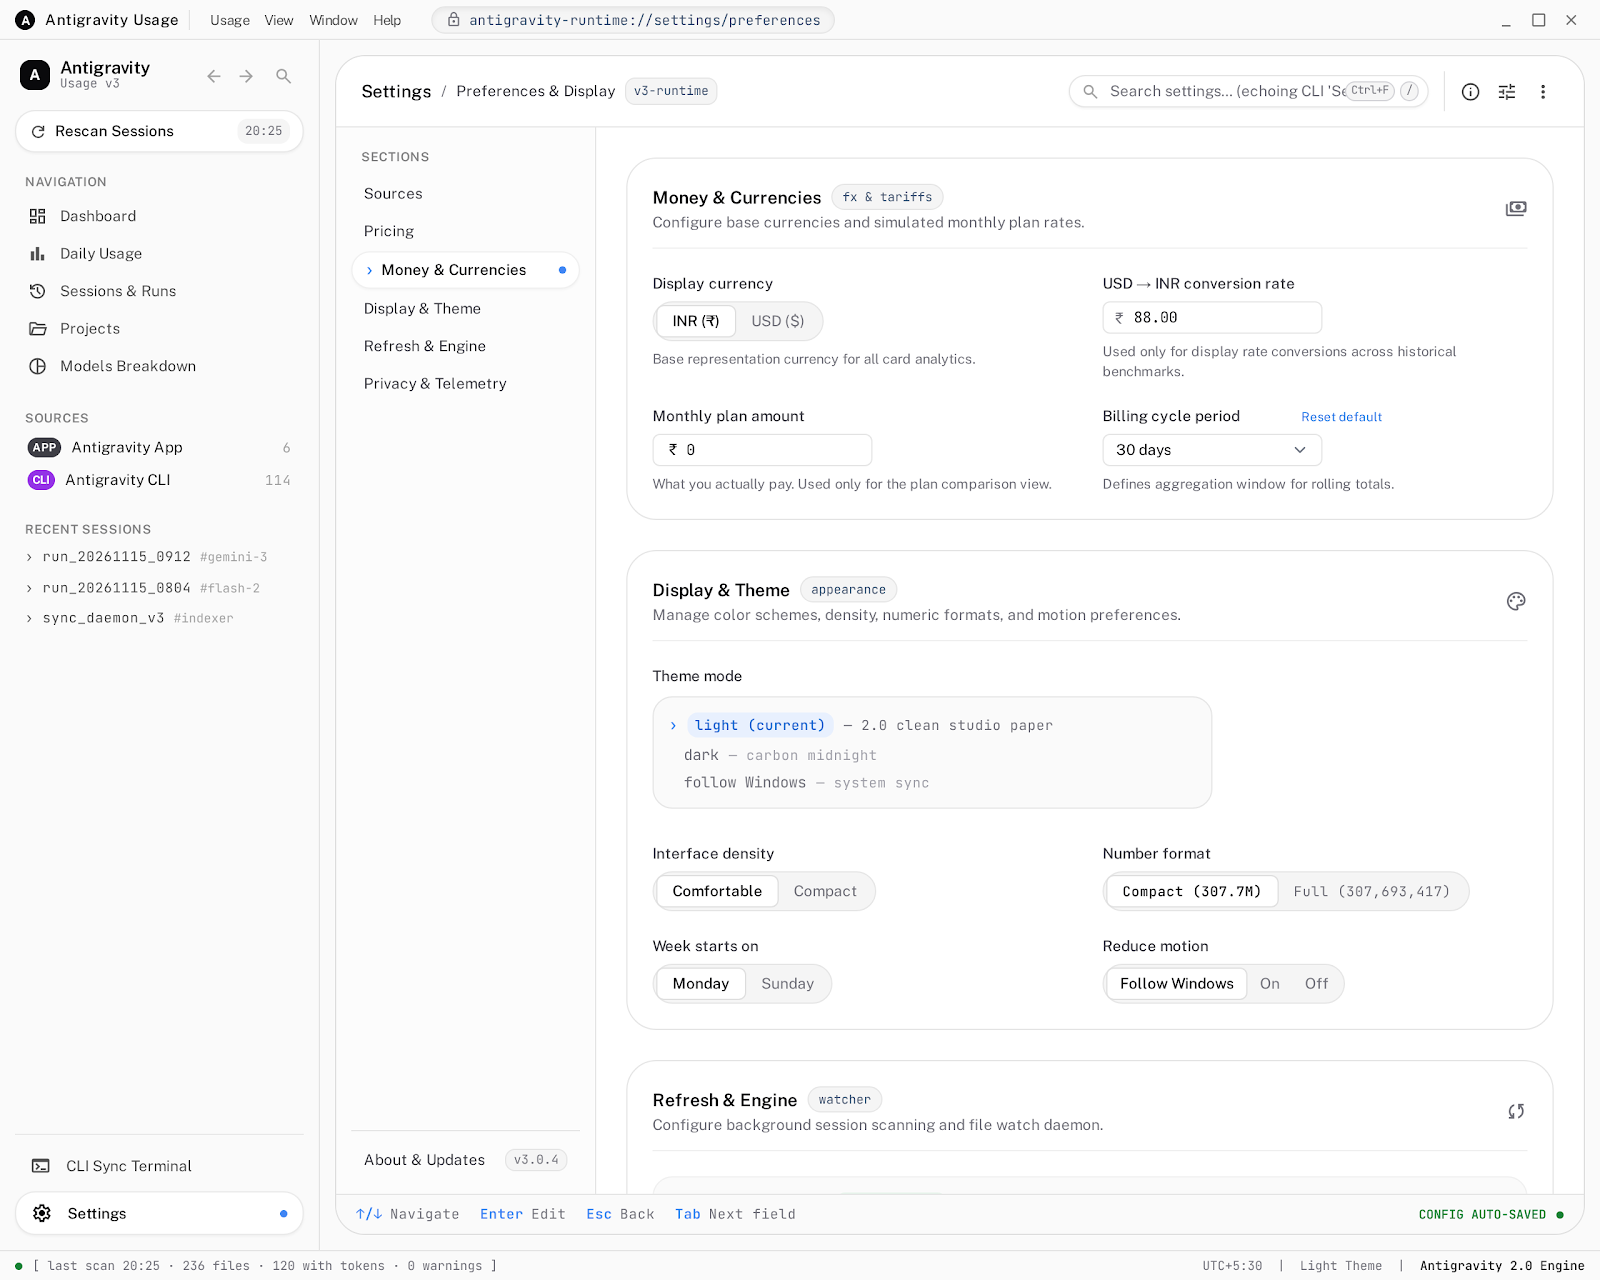 A Antigravity Usage Usage View Window Help antigravity-runtime://settings/preferences
A Antigravity
Usage v3
Rescan Sessions 20:25
NAVIGATION
Dashboard
Daily Usage
Sessions & Runs
Projects
Models Breakdown
SOURCES
APP Antigravity App 6
CLI Antigravity CLI 114
RECENT SESSIONS
› run_20261115_0912 #gemini-3
› run_20261115_0804 #flash-2
› sync_daemon_v3 #indexer
CLI Sync Terminal
Settings
Settings / Preferences & Display v3-runtime
Search settings... (echoing CLI 'Se Ctrl+F /
SECTIONS
Sources
Pricing
› Money & Currencies
Display & Theme
Refresh & Engine
Privacy & Telemetry
About & Updates v3.0.4
Money & Currencies fx & tariffs
Configure base currencies and simulated monthly plan rates.
Display currency
INR (₹) USD ($)
Base representation currency for all card analytics.
USD → INR conversion rate
₹ 88.00
Used only for display rate conversions across historical
benchmarks.
Monthly plan amount
₹ 0
What you actually pay. Used only for the plan comparison view.
Billing cycle period Reset default
30 days
Defines aggregation window for rolling totals.
Display & Theme appearance
Manage color schemes, density, numeric formats, and motion preferences.
Theme mode
› light (current) — 2.0 clean studio paper
dark — carbon midnight
follow Windows — system sync
Interface density
Comfortable Compact
Number format
Compact (307.7M) Full (307,693,417)
Week starts on
Monday Sunday
Reduce motion
Follow Windows On Off
Refresh & Engine watcher
Configure background session scanning and file watch daemon.
↑/↓ Navigate Enter Edit Esc Back Tab Next field
CONFIG AUTO-SAVED ●
● [ last scan 20:25 · 236 files · 120 with tokens · 0 warnings ]
UTC+5:30 | Light Theme | Antigravity 2.0 Engine